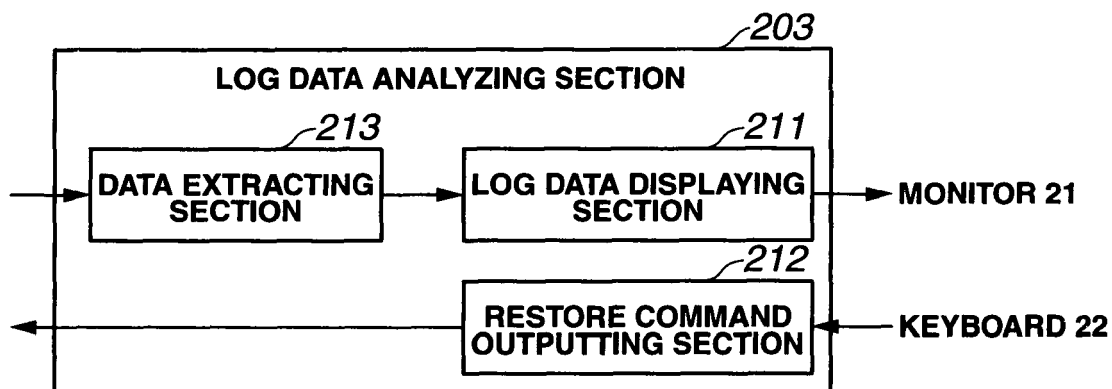 203
LOG DATA ANALYZING SECTION
213
211
DATA EXTRACTING
SECTION
LOG DATA DISPLAYING
SECTION
MONITOR 21
212
RESTORE COMMAND
OUTPUTTING SECTION
KEYBOARD 22